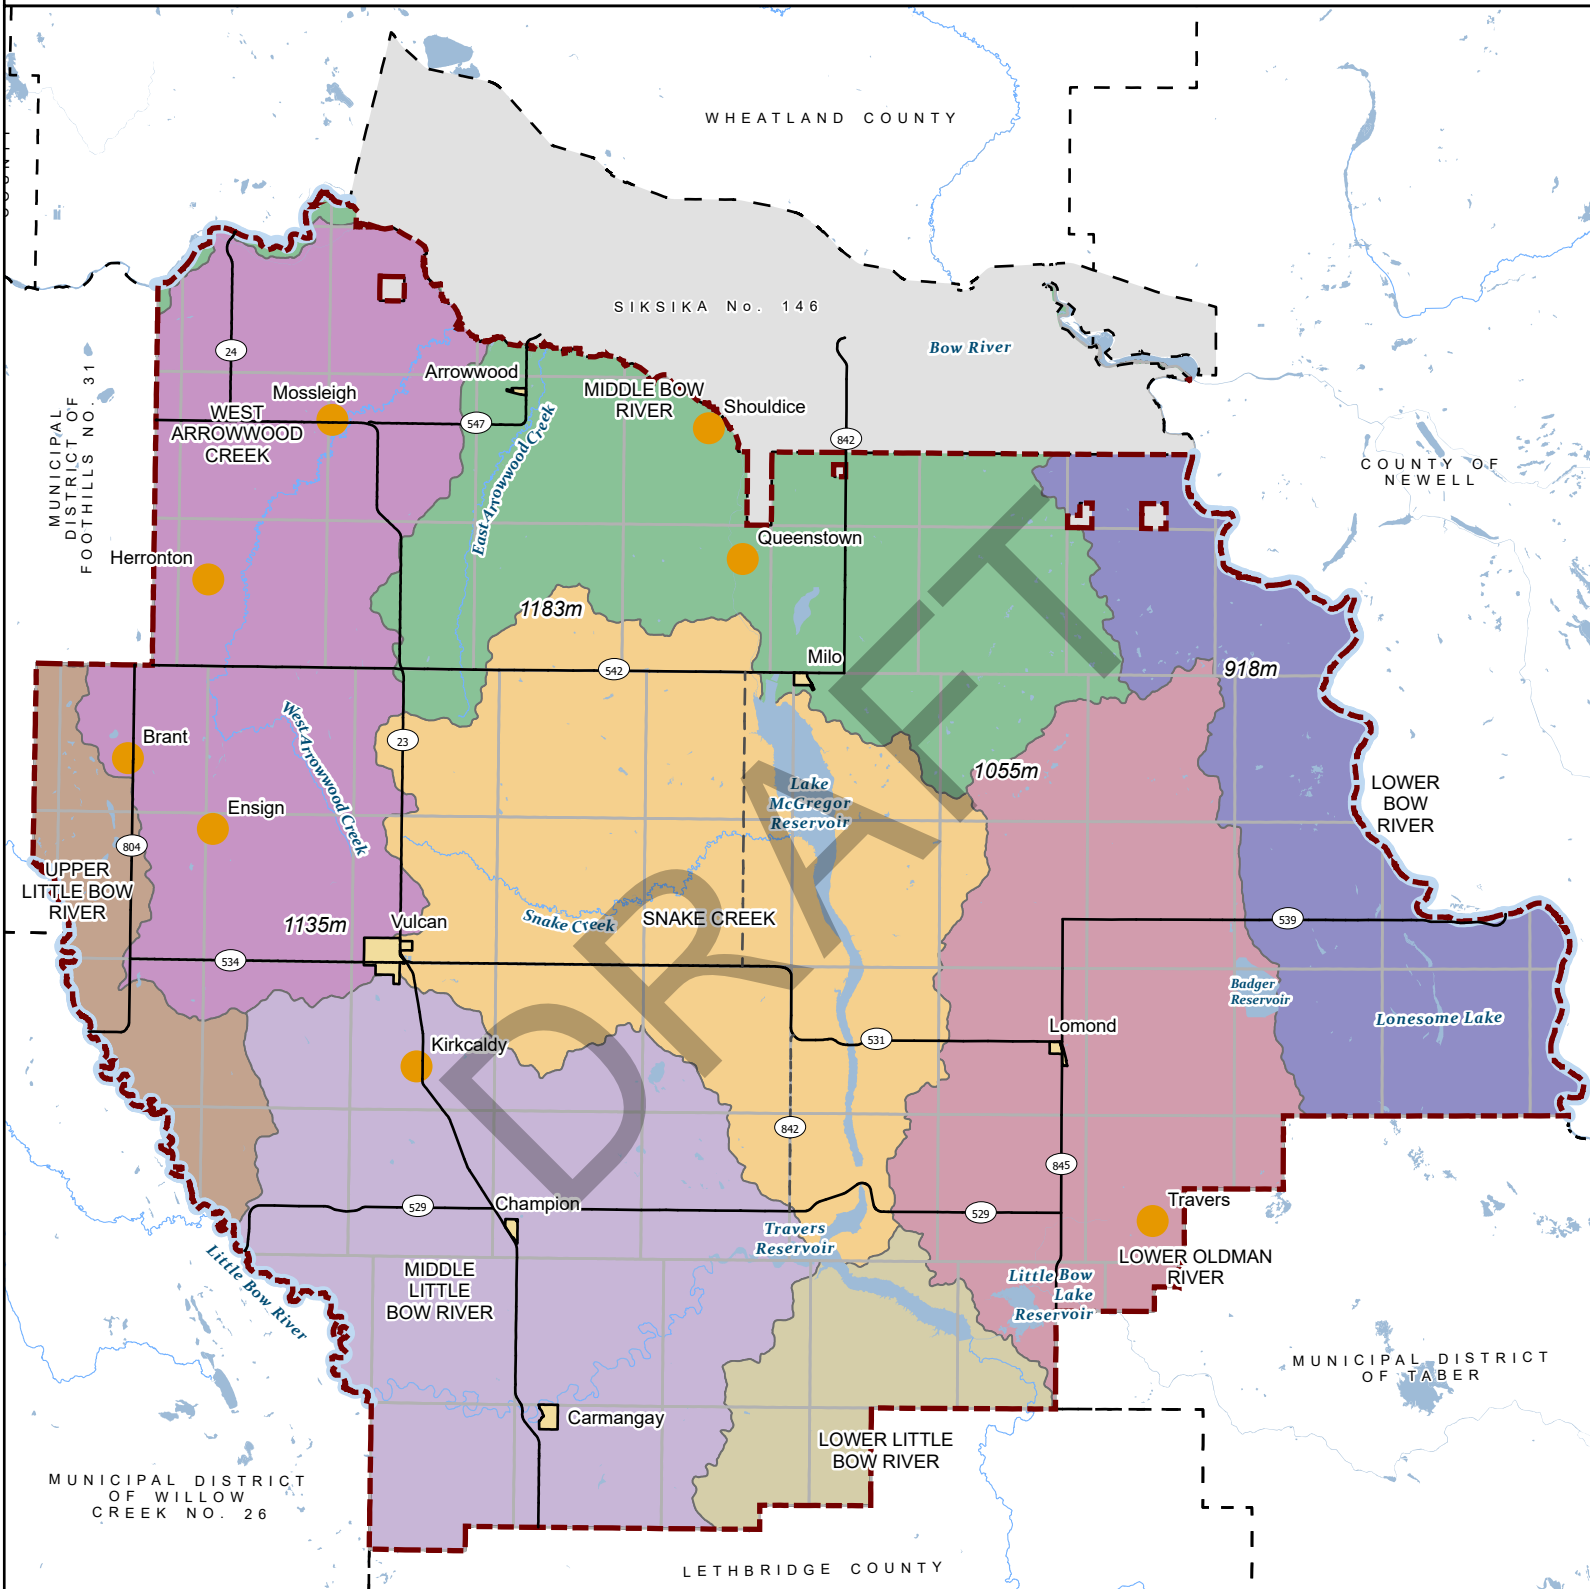 WHEATLAND COUNTY
SIKSIKA No. 146
Bow River
MUNICIPAL
DISTRICT OF
FOOTHILLS NO. 31
24
Mossleigh
WEST
ARROWWOOD
CREEK
Arrowwood
547
East Arrowwood Creek
MIDDLE BOW
RIVER
Shouldice
842
COUNTY OF
NEWELL
Queenstown
Herronton
1183m
542
Milo
918m
Brant
West Arrowwood Creek
23
Ensign
804
Lake
McGregor
Reservoir
1055m
LOWER
BOW
RIVER
UPPER
LITTLE BOW
RIVER
1135m
Vulcan
Snake Creek
SNAKE CREEK
539
534
Badger
Reservoir
Lonesome Lake
Lomond
531
Kirkcaldy
DRAFT
842
845
529
Champion
529
Travers
Travers
Reservoir
LOWER OLDMAN
RIVER
Little Bow River
MIDDLE
LITTLE
BOW RIVER
Little Bow
Lake
Reservoir
MUNICIPAL DISTRICT
OF TABER
Carmangay
LOWER LITTLE
BOW RIVER
MUNICIPAL DISTRICT
OF WILLOW
CREEK NO. 26
LETHBRIDGE COUNTY